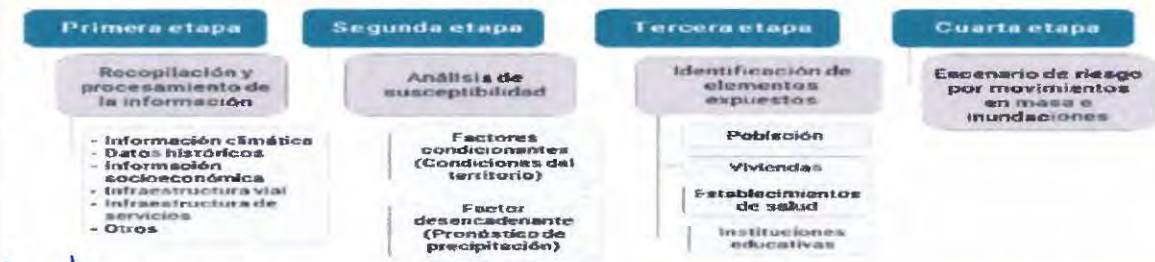 Primera etapa
Recopilación y
procesamiento de
la información
- Información climática
- Datos históricos
- Información
socioeconómica
- Infraestructura vial
- Infraestructura de
servicios
- Otros
Segunda etapa
Análisis de
susceptibilidad
Factores
condicionantes
(Condiciones del
territorio)
Factor
desencadenante
(Pronóstico de
precipitación)
Tercera etapa
Identificación de
elementos
expuestos
Población
Viviendas
Establecimientos
de salud
Instituciones
educativas
Cuarta etapa
Escenario de riesgo
por movimientos
en masa e
inundaciones